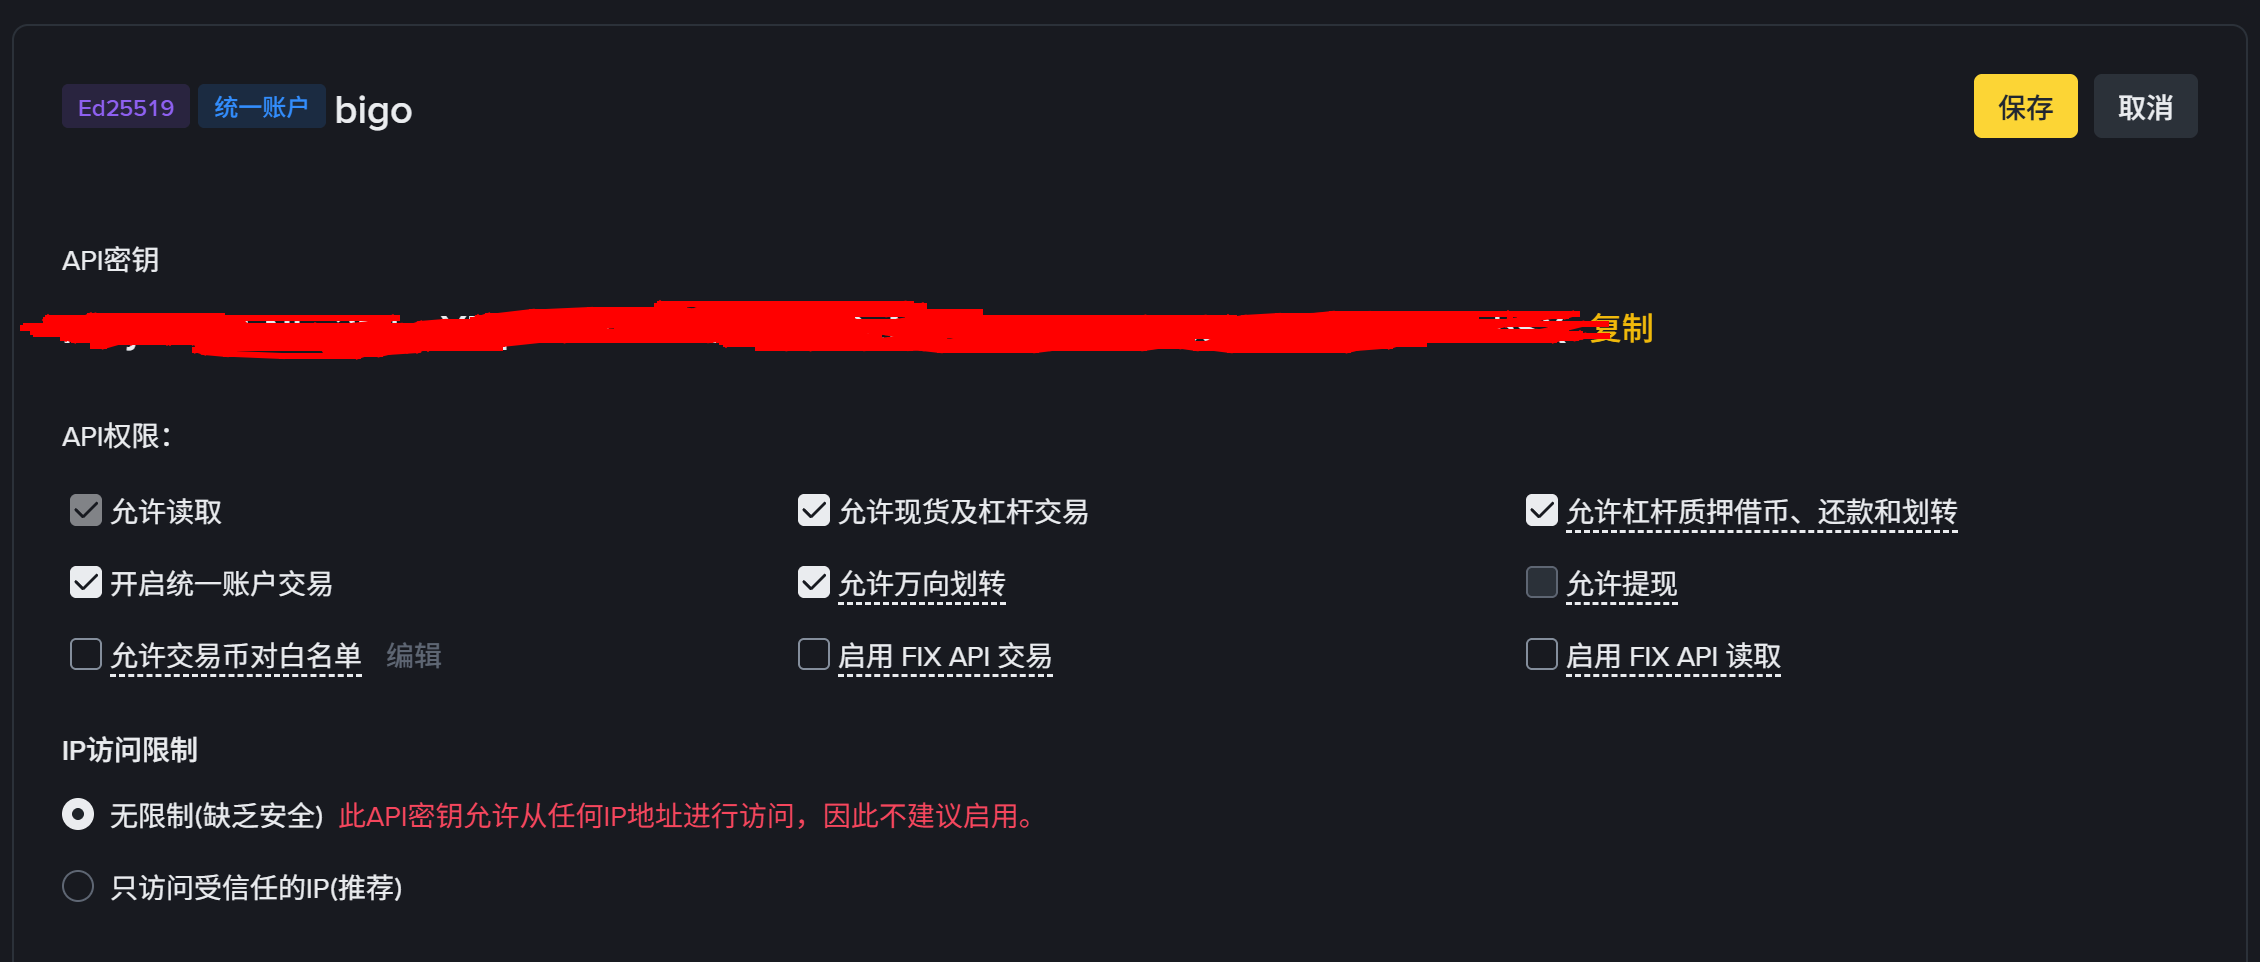 Ed25519 统一账户 bigo 保存 取消
API密钥
复制
API权限：
允许读取 允许现货及杠杆交易 允许杠杆质押借币、还款和划转
开启统一账户交易 允许万向划转 允许提现
允许交易币对白名单 编辑 启用 FIX API 交易 启用 FIX API 读取
IP访问限制
无限制(缺乏安全) 此API密钥允许从任何IP地址进行访问，因此不建议启用。
只访问受信任的IP(推荐)